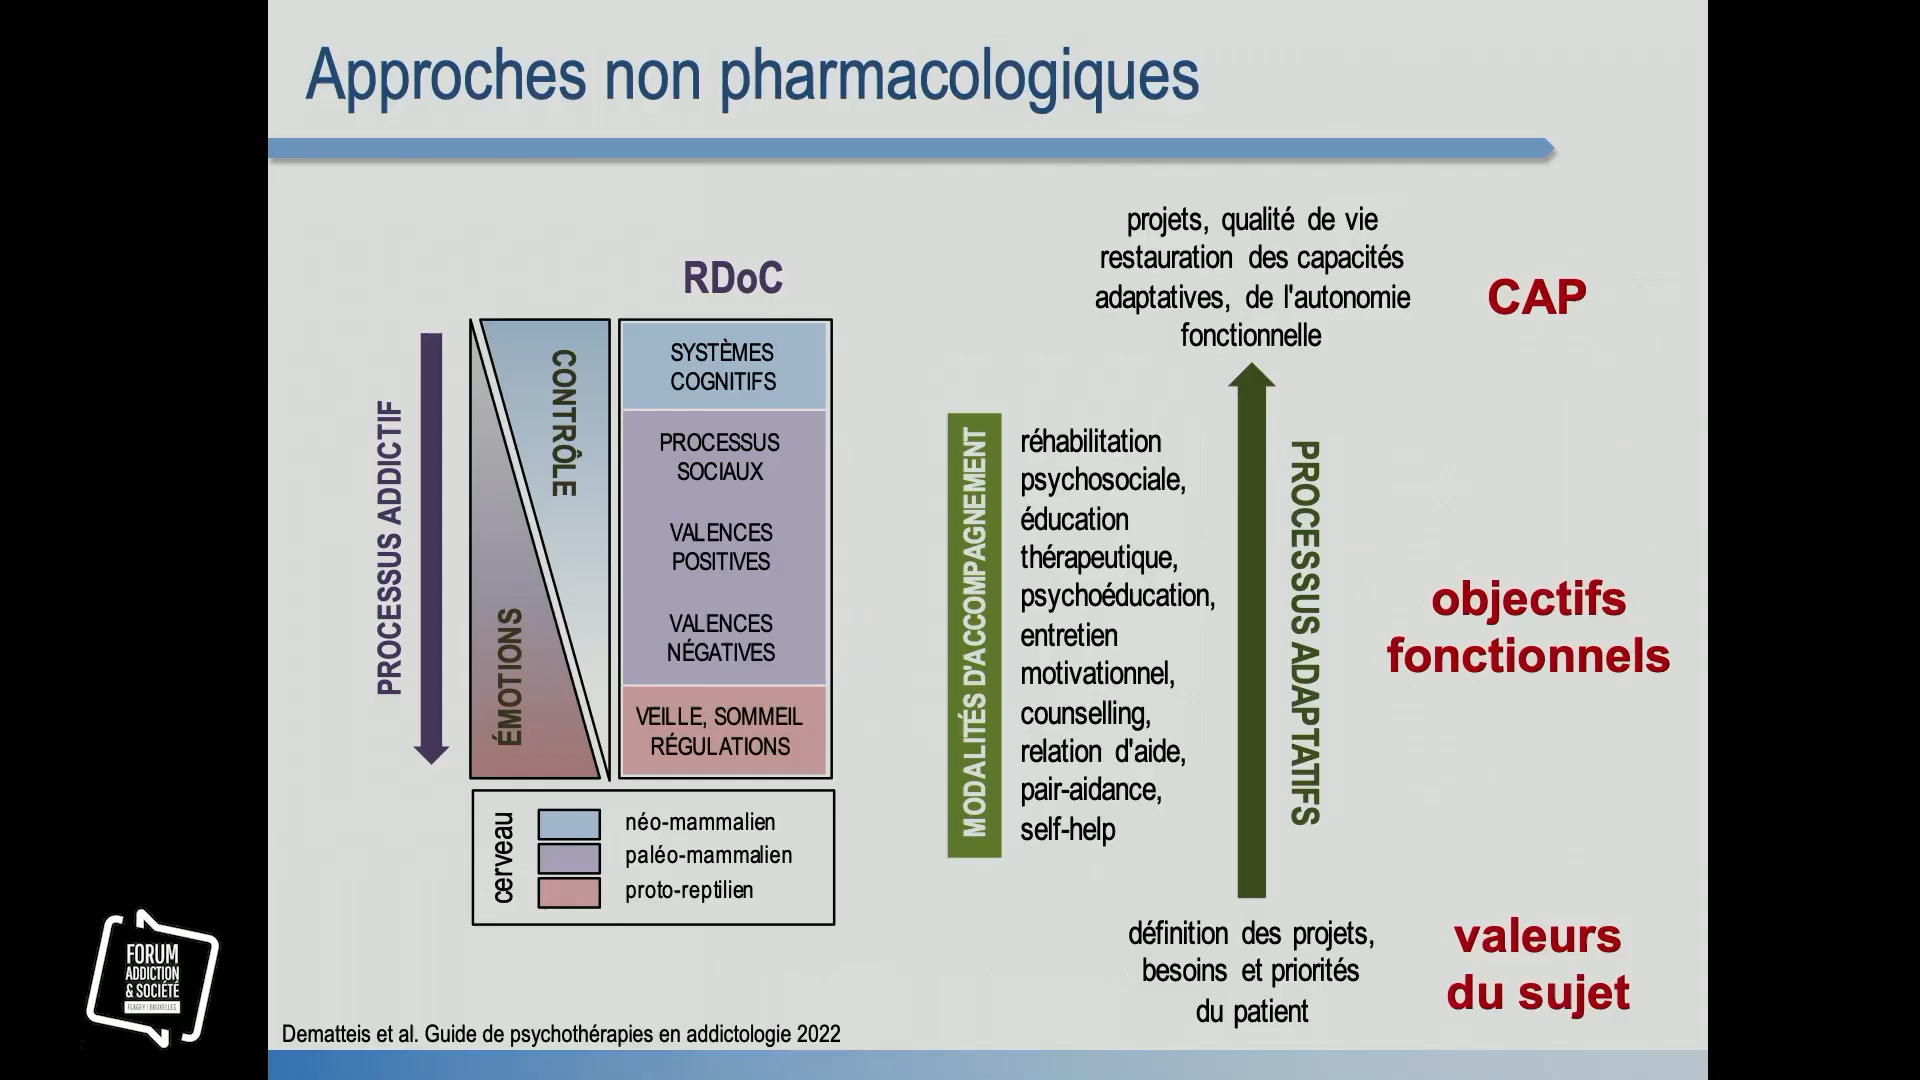 Approches non pharmacologiques
RDoC
PROCESSUS ADDICTIF
CONTRÔLE
ÉMOTIONS
SYSTÈMES
COGNITIFS
PROCESSUS
SOCIAUX
VALENCES
POSITIVES
VALENCES
NÉGATIVES
VEILLE, SOMMEIL
RÉGULATIONS
cerveau
néo-mammalien
paléo-mammalien
proto-reptilien
projets, qualité de vie
restauration des capacités
adaptatives, de l'autonomie
fonctionnelle
MODALITÉS D'ACCOMPAGNEMENT
réhabilitation
psychosociale,
éducation
thérapeutique,
psychoéducation,
entretien
motivationnel,
counselling,
relation d'aide,
pair-aidance,
self-help
PROCESSUS ADAPTATIFS
définition des projets,
besoins et priorités
du patient
CAP
objectifs
fonctionnels
valeurs
du sujet
Dematteis et al. Guide de psychothérapies en addictologie 2022
FORUM
ADDICTION
& SOCIÉTÉ
FLAGEY | BRUXELLES